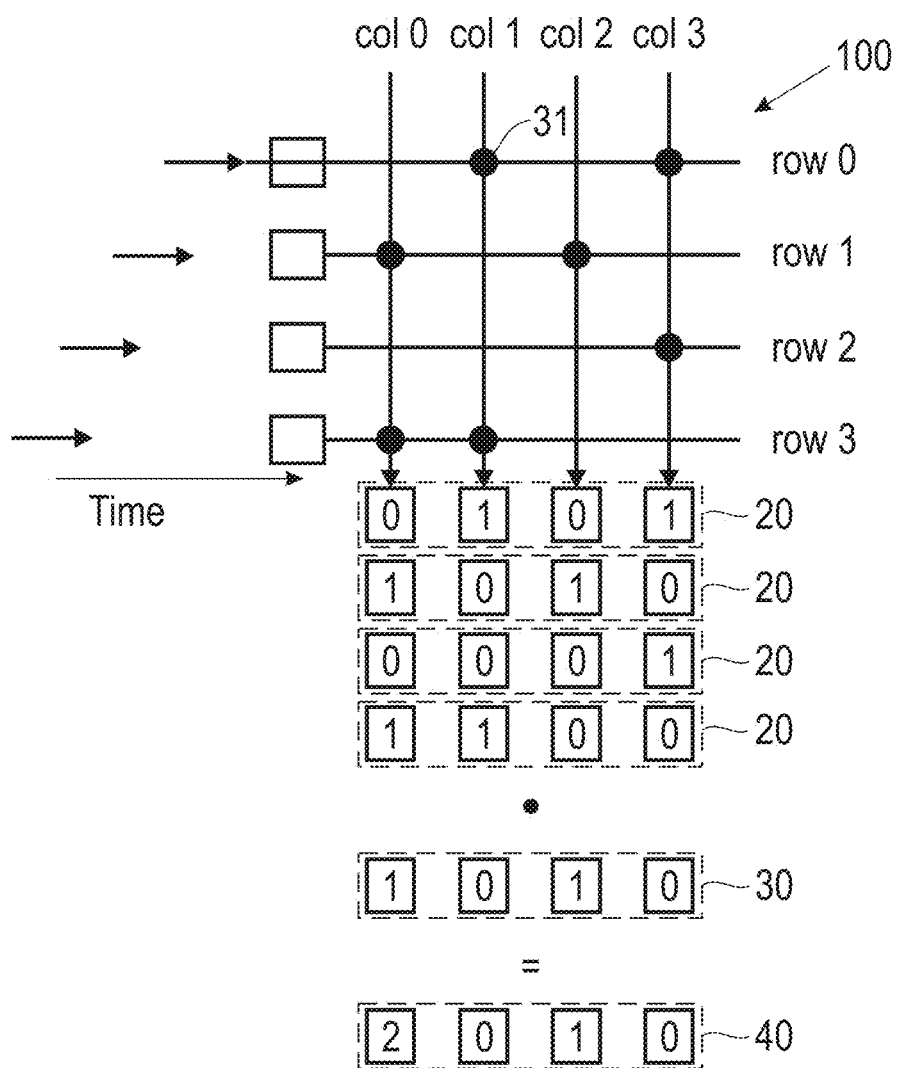 col 0 col 1 col 2 col 3
100
31
row 0
row 1
row 2
row 3
Time
0 1 0 1 20
1 0 1 0 20
0 0 0 1 20
1 1 0 0 20
•
1 0 1 0 30
=
2 0 1 0 40